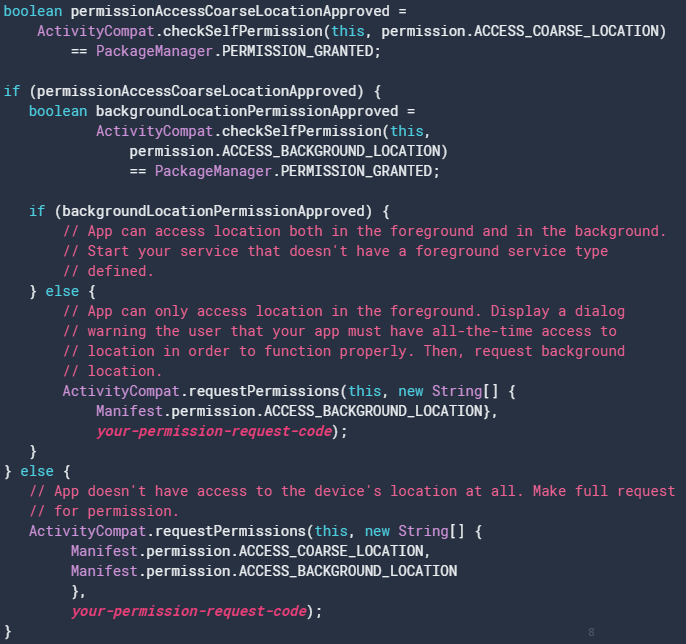 boolean permissionAccessCoarseLocationApproved =
    ActivityCompat.checkSelfPermission(this, permission.ACCESS_COARSE_LOCATION)
        == PackageManager.PERMISSION_GRANTED;

if (permissionAccessCoarseLocationApproved) {
   boolean backgroundLocationPermissionApproved =
           ActivityCompat.checkSelfPermission(this,
               permission.ACCESS_BACKGROUND_LOCATION)
               == PackageManager.PERMISSION_GRANTED;

   if (backgroundLocationPermissionApproved) {
       // App can access location both in the foreground and in the background.
       // Start your service that doesn't have a foreground service type
       // defined.
   } else {
       // App can only access location in the foreground. Display a dialog
       // warning the user that your app must have all-the-time access to
       // location in order to function properly. Then, request background
       // location.
       ActivityCompat.requestPermissions(this, new String[] {
           Manifest.permission.ACCESS_BACKGROUND_LOCATION},
           your-permission-request-code);
   }
} else {
   // App doesn't have access to the device's location at all. Make full request
   // for permission.
   ActivityCompat.requestPermissions(this, new String[] {
        Manifest.permission.ACCESS_COARSE_LOCATION,
        Manifest.permission.ACCESS_BACKGROUND_LOCATION
        },
        your-permission-request-code);
}
8